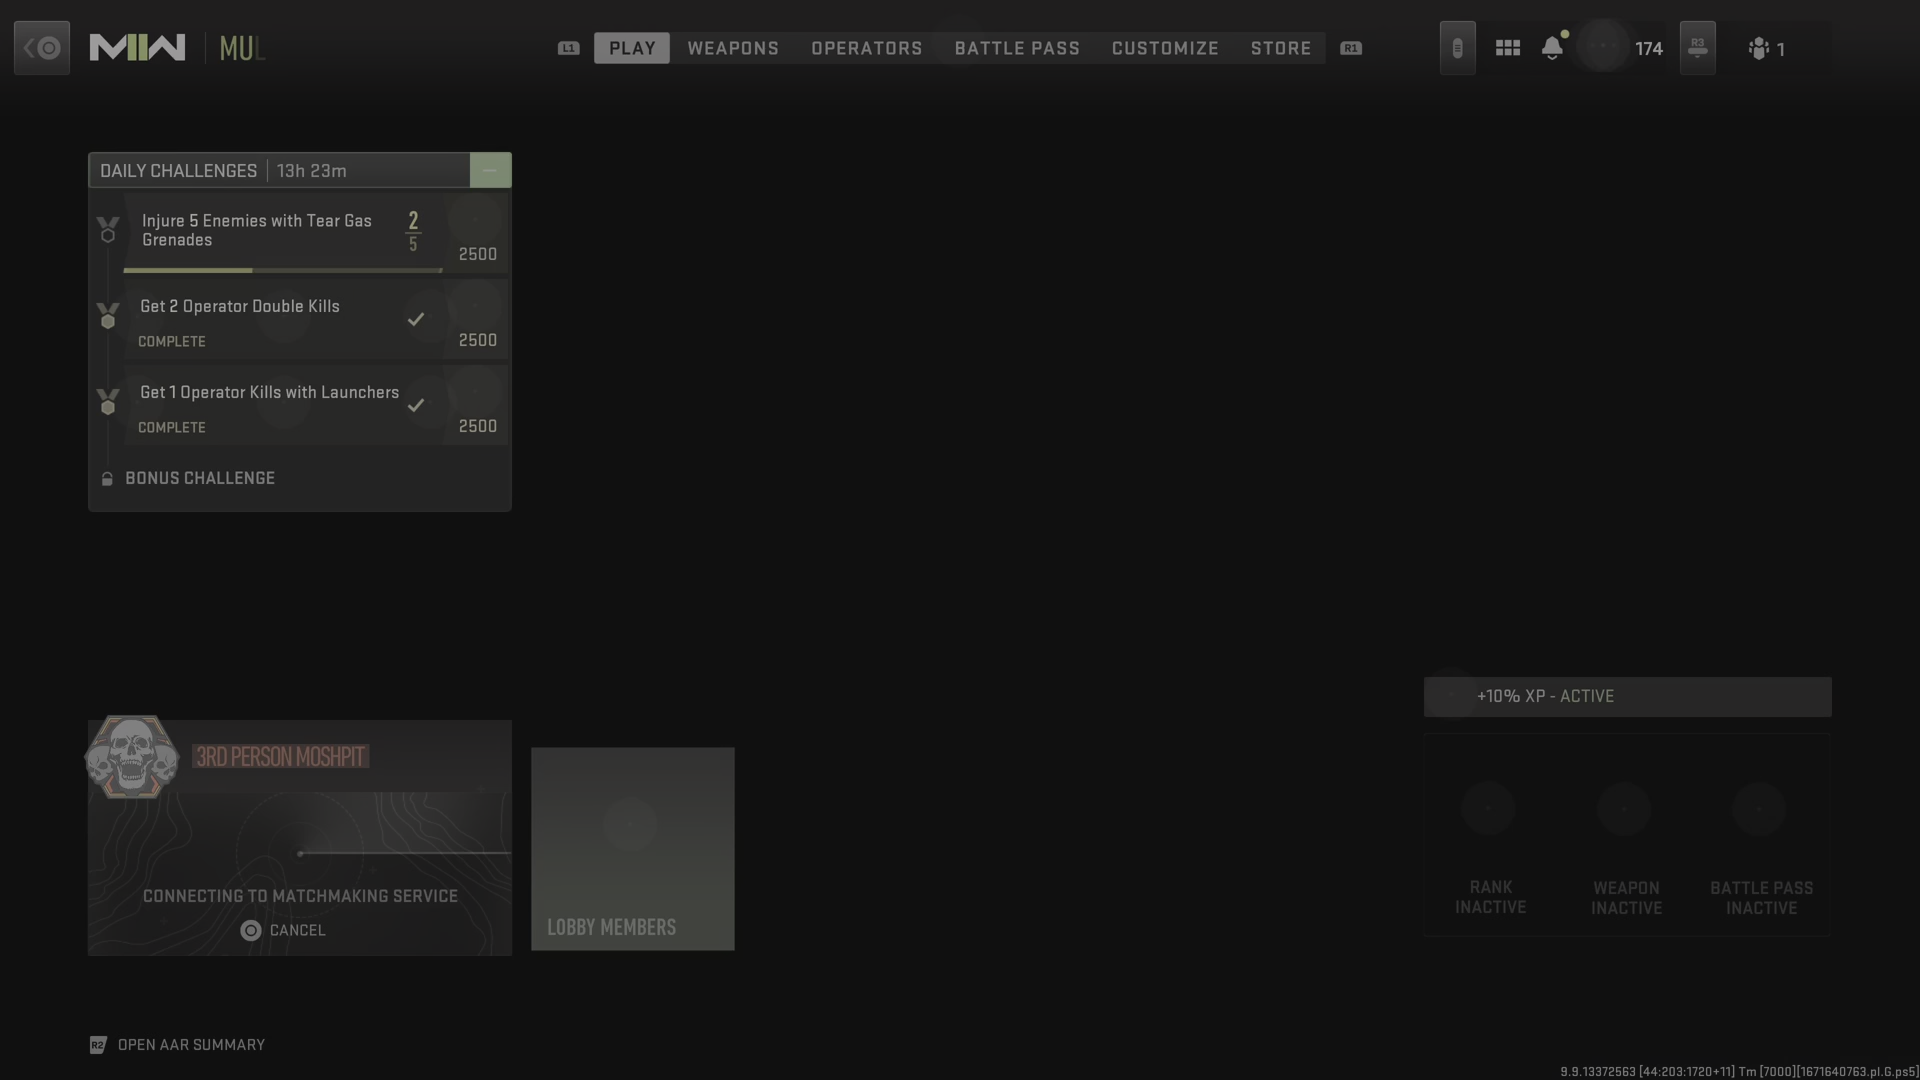 MWII | MUL
L1 PLAY WEAPONS OPERATORS BATTLE PASS CUSTOMIZE STORE R1
174 R3 1
DAILY CHALLENGES | 13h 23m
Injure 5 Enemies with Tear Gas
Grenades
2
5
2500
Get 2 Operator Double Kills
COMPLETE
2500
Get 1 Operator Kills with Launchers
COMPLETE
2500
BONUS CHALLENGE
+10% XP - ACTIVE
3RD PERSON MOSHPIT
RANK
INACTIVE
WEAPON
INACTIVE
BATTLE PASS
INACTIVE
CONNECTING TO MATCHMAKING SERVICE
CANCEL
LOBBY MEMBERS
R2 OPEN AAR SUMMARY
9.9.13372563 [44:203:1720+11] Tm [7000][1671640763.pl.G.ps5]